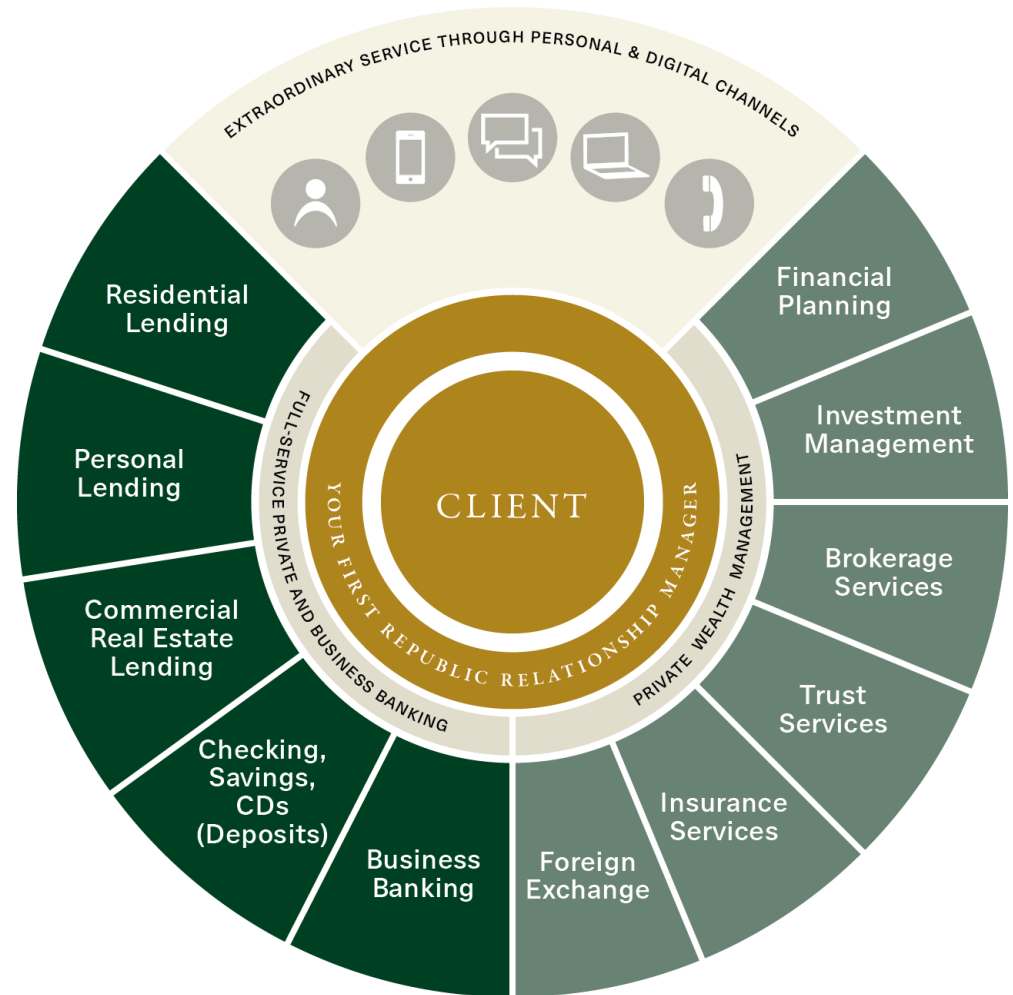 EXTRAORDINARY SERVICE THROUGH PERSONAL & DIGITAL CHANNELS
Residential
Lending
Personal
Lending
Commercial
Real Estate
Lending
Checking,
Savings,
CDs
(Deposits)
Business
Banking
FULL-SERVICE PRIVATE AND BUSINESS BANKING
CLIENT
YOUR FIRST REPUBLIC RELATIONSHIP MANAGER
PRIVATE WEALTH MANAGEMENT
Financial
Planning
Investment
Management
Brokerage
Services
Trust
Services
Insurance
Services
Foreign
Exchange